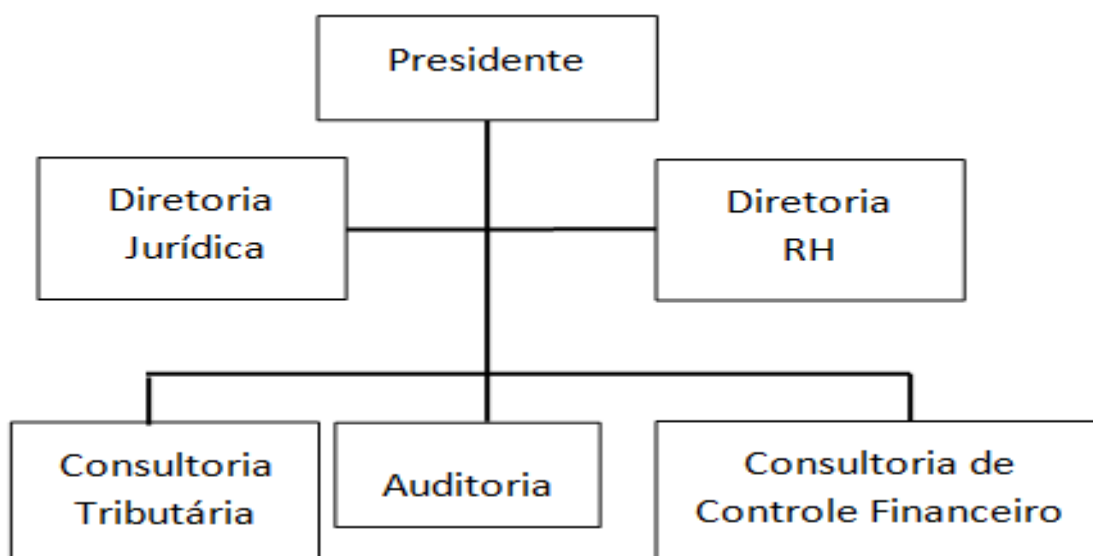 Presidente
Diretoria
Jurídica
Diretoria
RH
Consultoria
Tributária
Auditoria
Consultoria de
Controle Financeiro